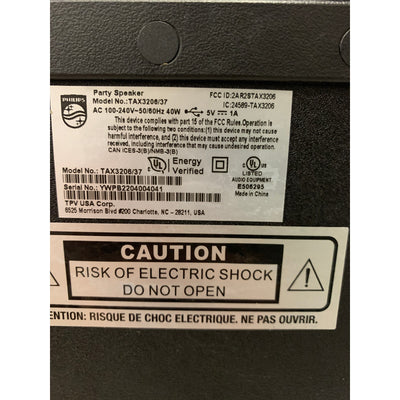 PHILIPS
Party Speaker
Model No.:TAX3206/37
AC 100-240V~50/60Hz 40W 5V⎓1A
FCC ID:2AR2STAX3206
IC:24589-TAX3206
This device complies with part 15 of the FCC Rules.Operation is
subject to the following two conditions: (1) this device may not cause
harmful interference, and (2) this device must accept any
interference received, including interference that may cause
undesired operation.
CAN ICES-3(B)/NMB-3(B)
UL Energy
Verified
UL
LISTED
AUDIO EQUIPMENT
E506295
Made in China
Model No.: TAX3206/37
Serial No.: YWPB2204004041
TPV USA Corp.
6525 Morrison Blvd #200 Charlotte, NC - 28211, USA
CAUTION
RISK OF ELECTRIC SHOCK
DO NOT OPEN
ENTION: RISQUE DE CHOC ELECTRIQUE. NE PAS OUVRIR.